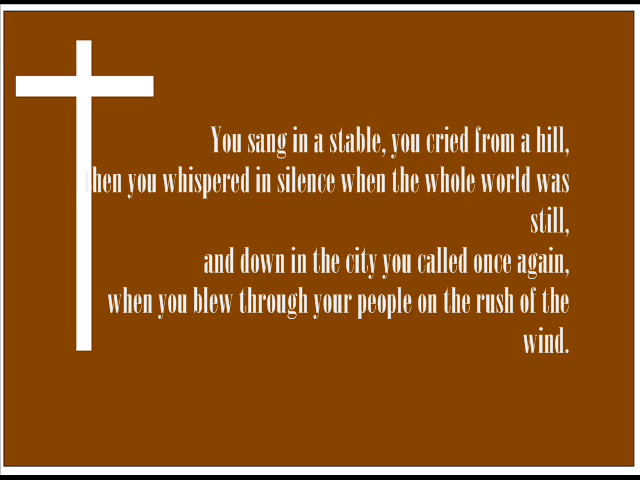 You sang in a stable, you cried from a hill,
then you whispered in silence when the whole world was
still,
and down in the city you called once again,
when you blew through your people on the rush of the
wind.